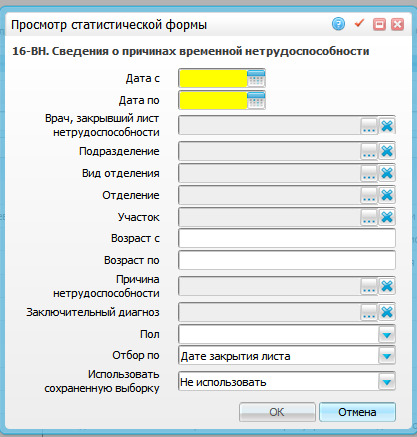 Просмотр статистической формы
16-ВН. Сведения о причинах временной нетрудоспособности
Дата с
Дата по
Врач, закрывший лист
нетрудоспособности
Подразделение
Вид отделения
Отделение
Участок
Возраст с
Возраст по
Причина
нетрудоспособности
Заключительный диагноз
Пол
Отбор по Дате закрытия листа
Использовать
сохраненную выборку Не использовать
ОК Отмена